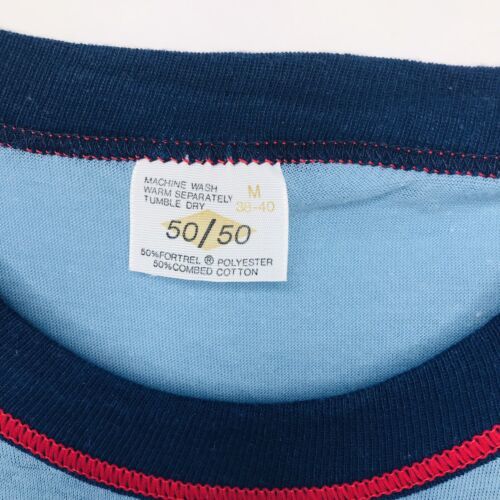 MACHINE WASH
WARM SEPARATELY
TUMBLE DRY
M
38-40
50/50
50%FORTREL ® POLYESTER
50%COMBED COTTON